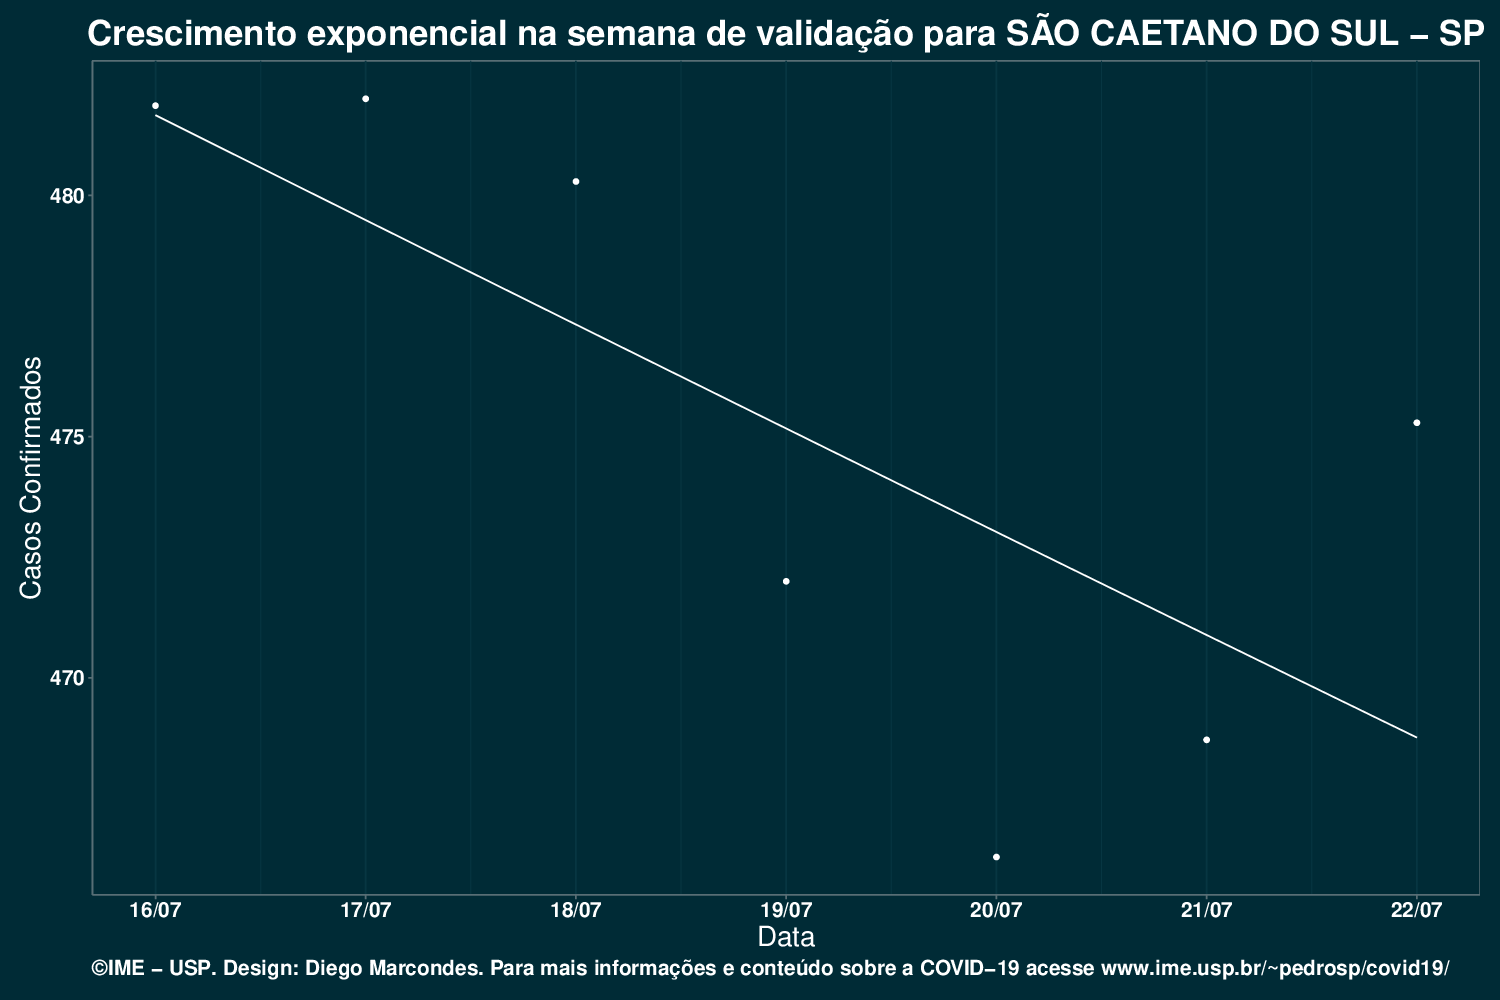 Crescimento exponencial na semana de validação para SÃO CAETANO DO SUL – SP
Casos Confirmados
480
475
470
16/07 17/07 18/07 19/07 20/07 21/07 22/07
Data
©IME – USP. Design: Diego Marcondes. Para mais informações e conteúdo sobre a COVID–19 acesse www.ime.usp.br/~pedrosp/covid19/